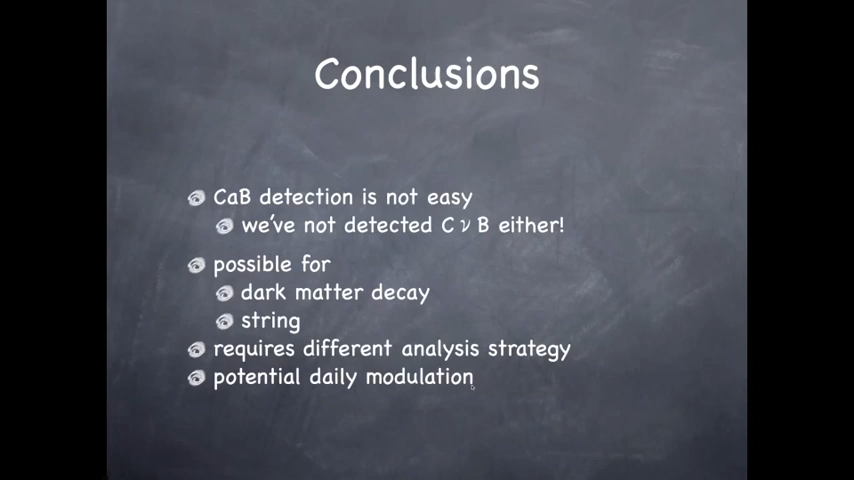 Conclusions
CaB detection is not easy
we've not detected CνB either!
possible for
dark matter decay
string
requires different analysis strategy
potential daily modulation